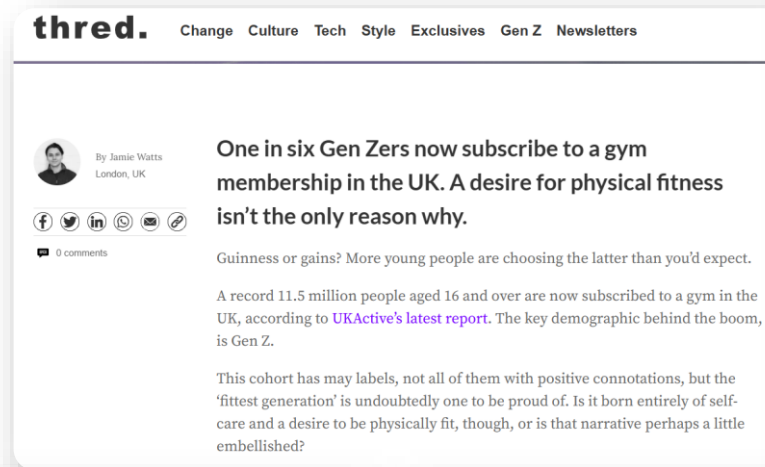 thred.
Change Culture Tech Style Exclusives Gen Z Newsletters
By Jamie Watts
London, UK
0 comments
One in six Gen Zers now subscribe to a gym
membership in the UK. A desire for physical fitness
isn't the only reason why.
Guinness or gains? More young people are choosing the latter than you'd expect.
A record 11.5 million people aged 16 and over are now subscribed to a gym in the
UK, according to UKActive's latest report. The key demographic behind the boom,
is Gen Z.
This cohort has may labels, not all of them with positive connotations, but the
'fittest generation' is undoubtedly one to be proud of. Is it born entirely of self-
care and a desire to be physically fit, though, or is that narrative perhaps a little
embellished?